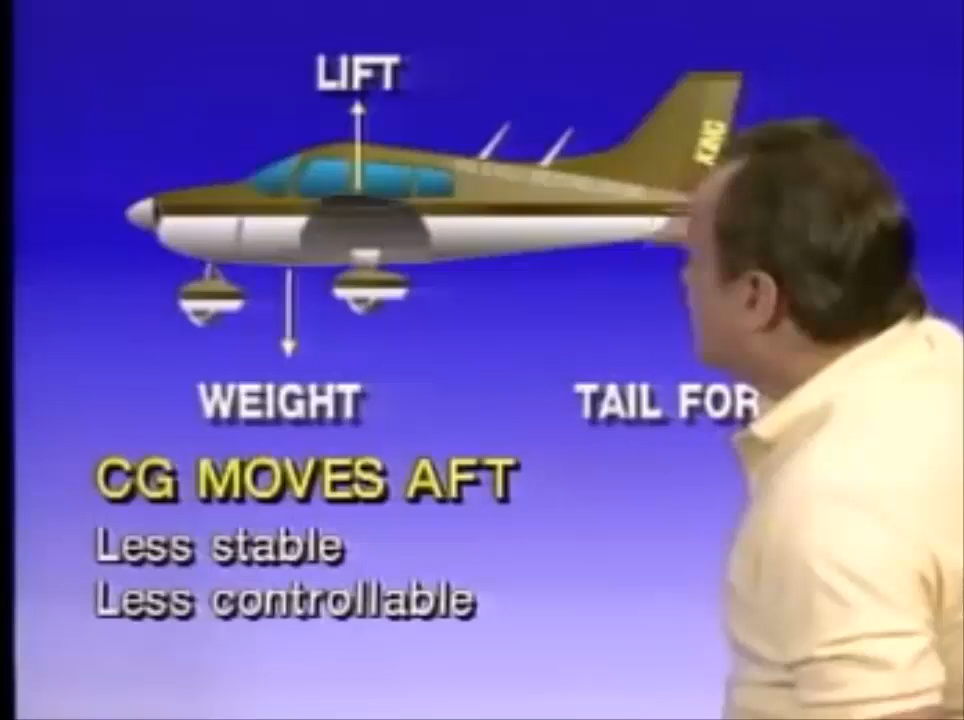 LIFT
KING
WEIGHT
TAIL FOR
CG MOVES AFT
Less stable
Less controllable